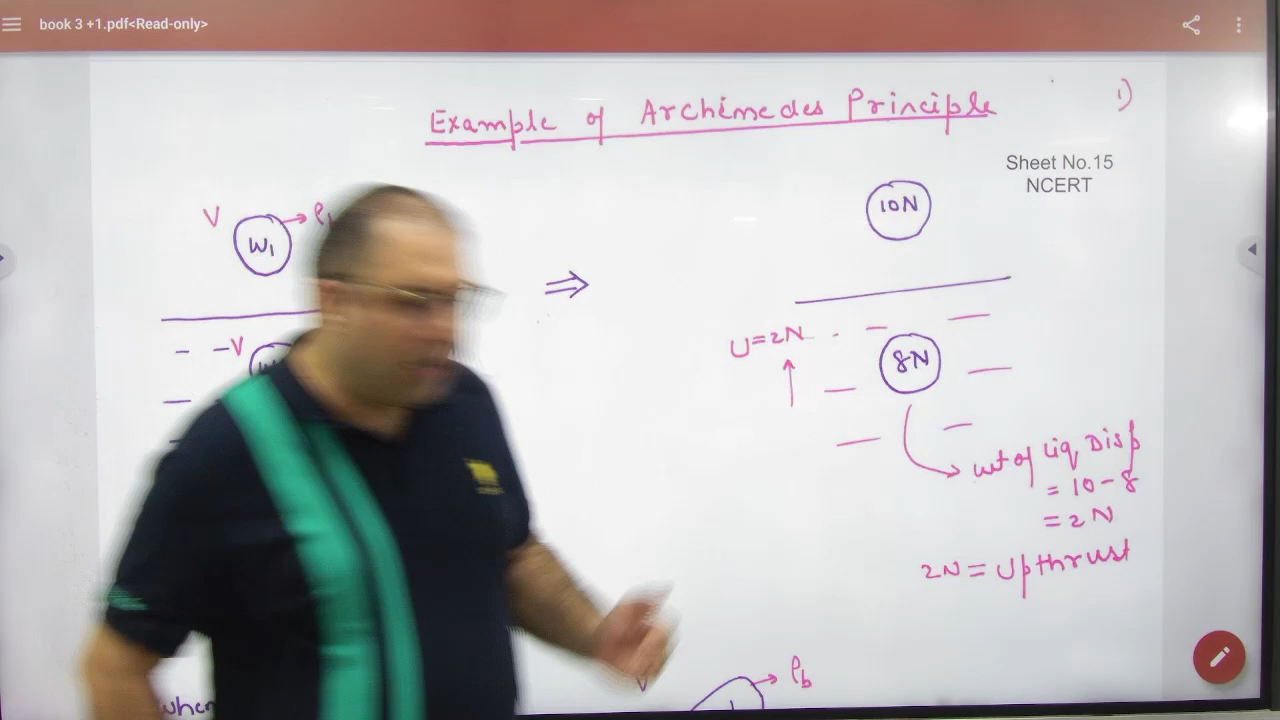 book 3 +1.pdf<Read-only>
Example of Archimedes Principle
1)
Sheet No.15
NCERT
V
W1
10N
U=2N
-V
8N
wt of Liq Disp
= 10-8
= 2N
2N = Upthrust
ρb
when